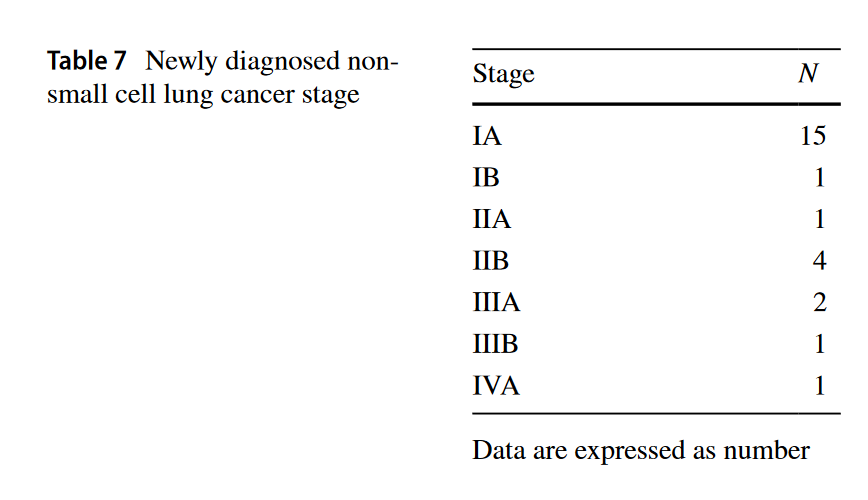 Table 7 Newly diagnosed non-
small cell lung cancer stage
Stage N
IA 15
IB 1
IIA 1
IIB 4
IIIA 2
IIIB 1
IVA 1
Data are expressed as number